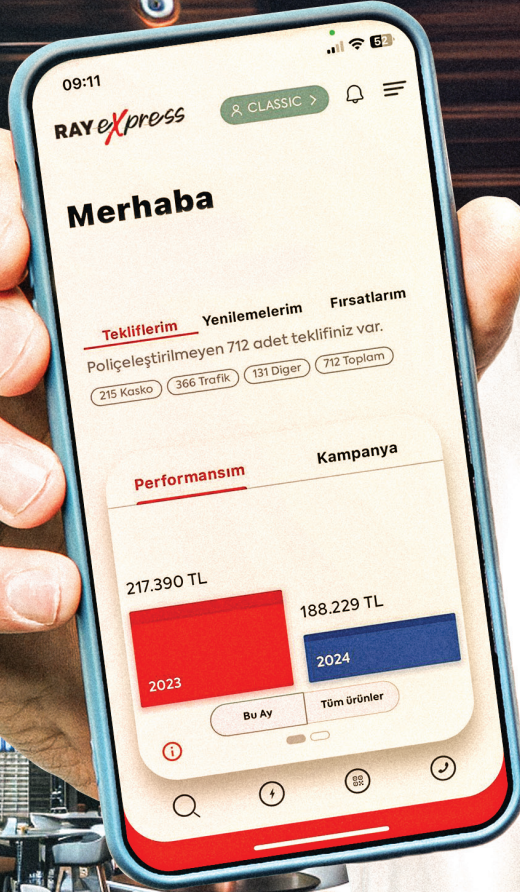 09:11
52
RAY eXpress
CLASSIC
Merhaba
Tekliflerim Yenilemelerim Fırsatlarım
Poliçeleştirilmeyen 712 adet teklifiniz var.
215 Kasko 366 Trafik 131 Diger 712 Toplam
Performansım Kampanya
217.390 TL
188.229 TL
2023
2024
Bu Ay Tüm ürünler